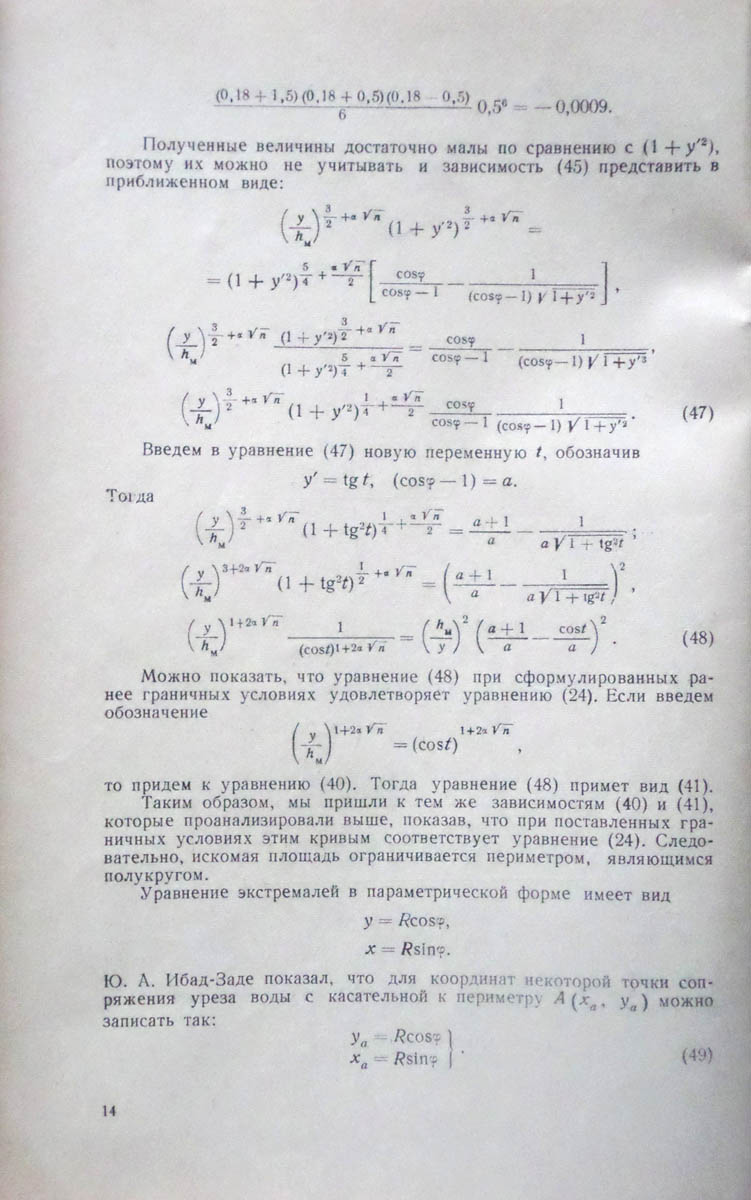 (0,18 + 1,5) (0,18 + 0,5) (0,18 − 0,5) / 6 0,5⁶ = − 0,0009.
Полученные величины достаточно малы по сравнению с (1 + y′²),
поэтому их можно не учитывать и зависимость (45) представить в
приближенном виде:
(y/hм)^(3/2 + α√n) (1 + y′²)^(3/2 + α√n) =
= (1 + y′²)^(5/4 + α√n/2) [cosφ/(cosφ − 1) − 1/((cosφ − 1) √(1 + y′²))],
(y/hм)^(3/2 + α√n) (1 + y′²)^(3/2 + α√n) / (1 + y′²)^(5/4 + α√n/2) = cosφ/(cosφ − 1) − 1/((cosφ − 1) √(1 + y′²)),
(y/hм)^(3/2 + α√n) (1 + y′²)^(1/4 + α√n/2) = cosφ/(cosφ − 1) − 1/((cosφ − 1) √(1 + y′²)). (47)
Введем в уравнение (47) новую переменную t, обозначив
y′ = tg t, (cosφ − 1) = a.
Тогда
(y/hм)^(3/2 + α√n) (1 + tg²t)^(1/4 + α√n/2) = (a + 1)/a − 1/(a √(1 + tg²t));
(y/hм)^(3+2α√n) (1 + tg²t)^(1/2 + α√n) = ((a + 1)/a − 1/(a √(1 + tg²t)))²,
(y/hм)^(1+2α√n) 1/(cost)^(1+2α√n) = (hм/y)² ((a + 1)/a − cost/a)². (48)
Можно показать, что уравнение (48) при сформулированных ра-
нее граничных условиях удовлетворяет уравнению (24). Если введем
обозначение
(y/hм)^(1+2α√n) = (cost)^(1+2α√n),
то придем к уравнению (40). Тогда уравнение (48) примет вид (41).
Таким образом, мы пришли к тем же зависимостям (40) и (41),
которые проанализировали выше, показав, что при поставленных гра-
ничных условиях этим кривым соответствует уравнение (24). Следо-
вательно, искомая площадь ограничивается периметром, являющимся
полукругом.
Уравнение экстремалей в параметрической форме имеет вид
y = Rcosφ,
x = Rsinφ.
Ю. А. Ибад-Заде показал, что для координат некоторой точки соп-
ряжения уреза воды с касательной к периметру A (xₐ, yₐ) можно
записать так:
yₐ = Rcosφ }
xₐ = Rsinφ } . (49)
14